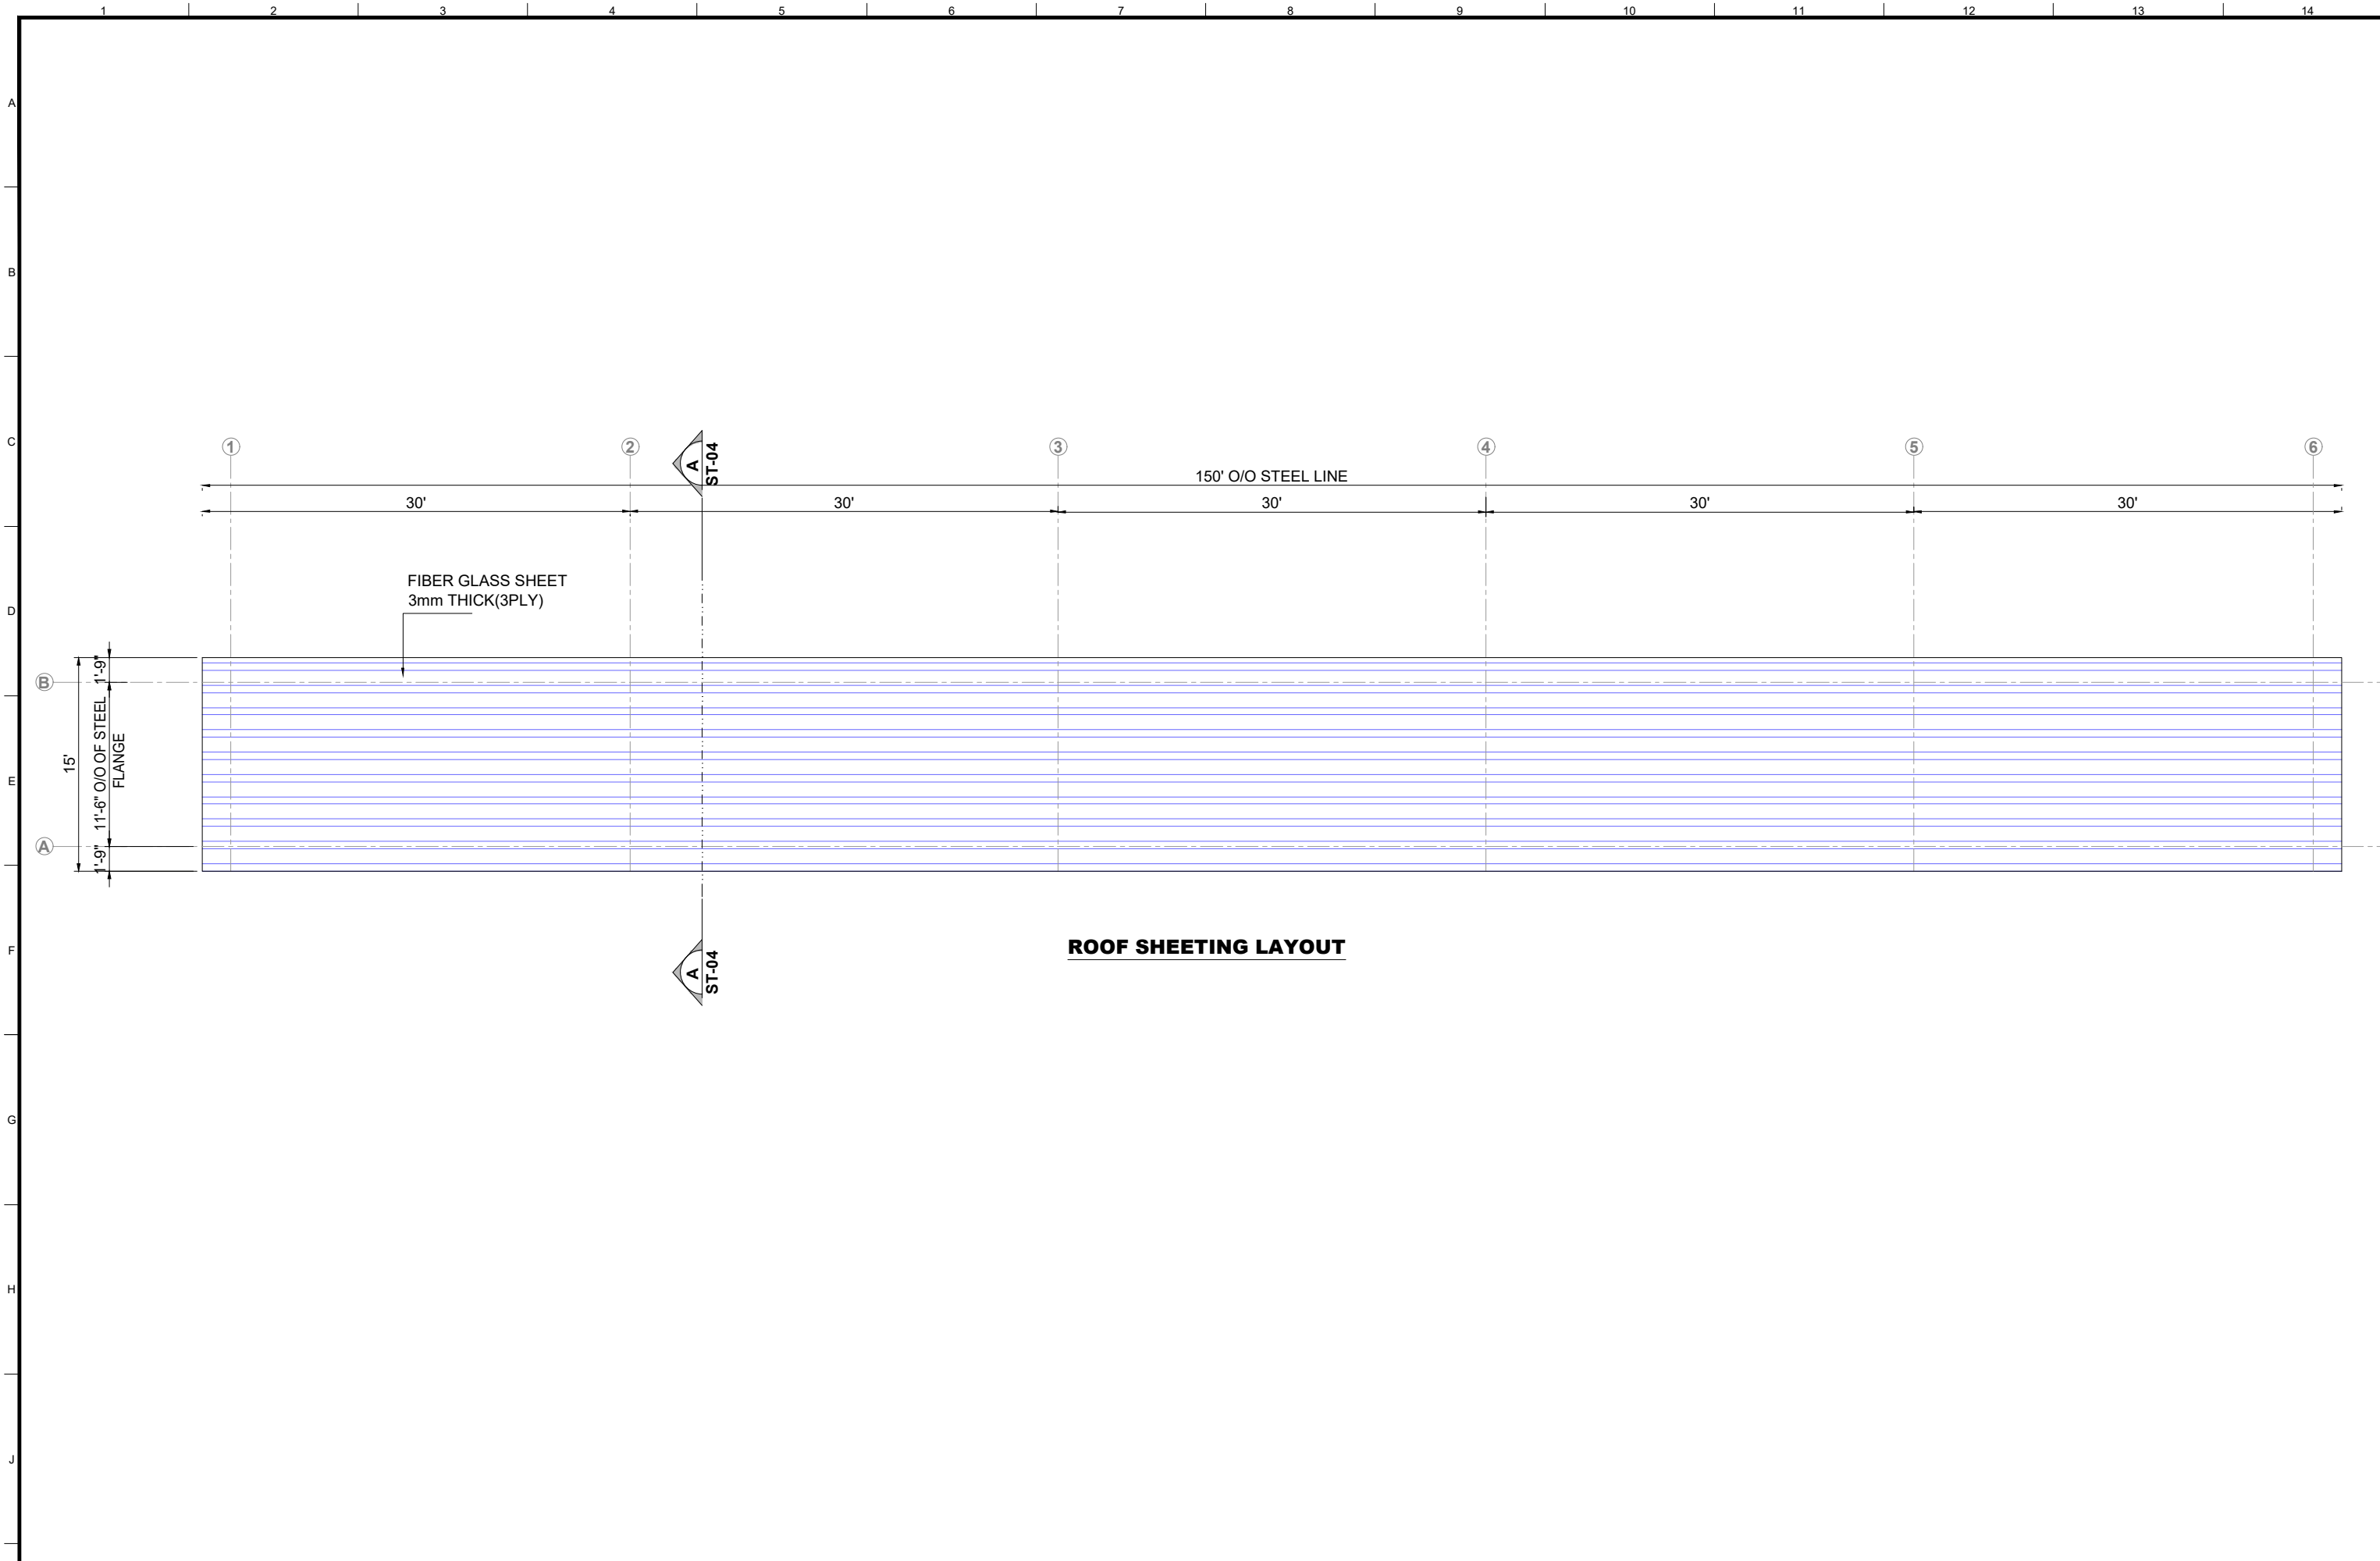 1 2 3 4 5 6 7 8 9 10 11 12 13 14
A
B
C
D
E
F
G
H
J
1 2 3 4 5 6
A
ST-04
150' O/O STEEL LINE
30' 30' 30' 30' 30'
FIBER GLASS SHEET
3mm THICK(3PLY)
B
A
15'
1'-9"
11'-6" O/O OF STEEL
FLANGE
1'-9"
ROOF SHEETING LAYOUT
A
ST-04